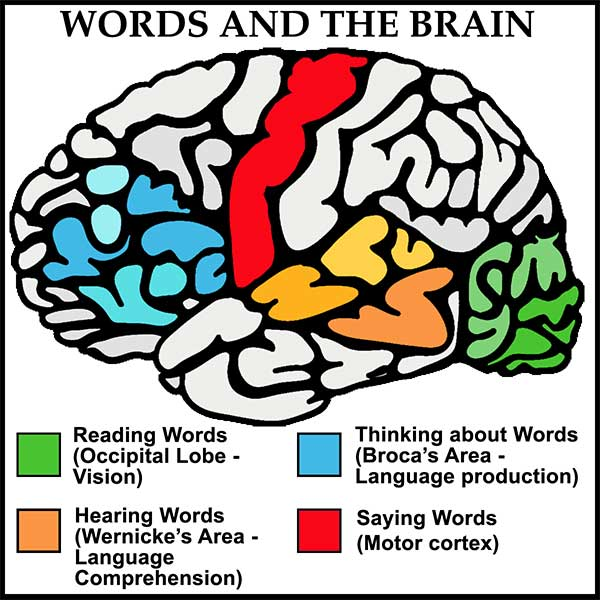 WORDS AND THE BRAIN
Reading Words
(Occipital Lobe -
Vision)
Thinking about Words
(Broca's Area -
Language production)
Hearing Words
(Wernicke's Area -
Language
Comprehension)
Saying Words
(Motor cortex)